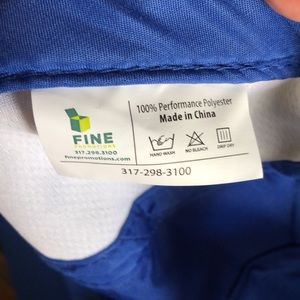 FINE
PROMOTIONS
317.298.3100
finepromotions.com
100% Performance Polyester
Made in China
HAND WASH
NO BLEACH
DRIP DRY
317-298-3100